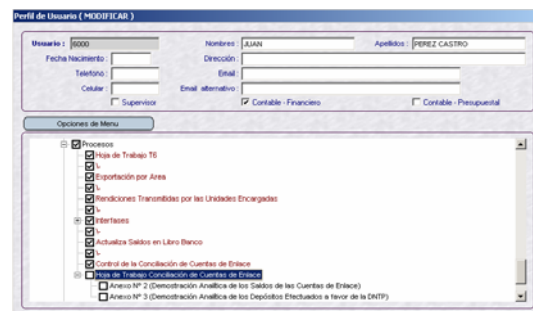 Perfil de Usuario ( MODIFICAR )
Usuario : 6000 Nombres : JUAN Apellidos : PEREZ CASTRO
Fecha Nacimiento : Dirección :
Telefono : Email :
Celular : Email alternativo :
Supervisor Contable - Financiero Contable - Presupuestal
Opciones de Menu
Procesos
Hoja de Trabajo T6
\-
Exportación por Area
\-
Rendiciones Transmitidas por las Unidades Encargadas
\-
Interfases
\-
Actualiza Saldos en Libro Banco
\-
Control de la Conciliación de Cuentas de Enlace
Hoja de Trabajo Conciliación de Cuentas de Enlace
Anexo Nº 2 (Demostración Analítica de los Saldos de las Cuentas de Enlace)
Anexo Nº 3 (Demostración Analítica de los Depósitos Efectuados a favor de la DNTP)